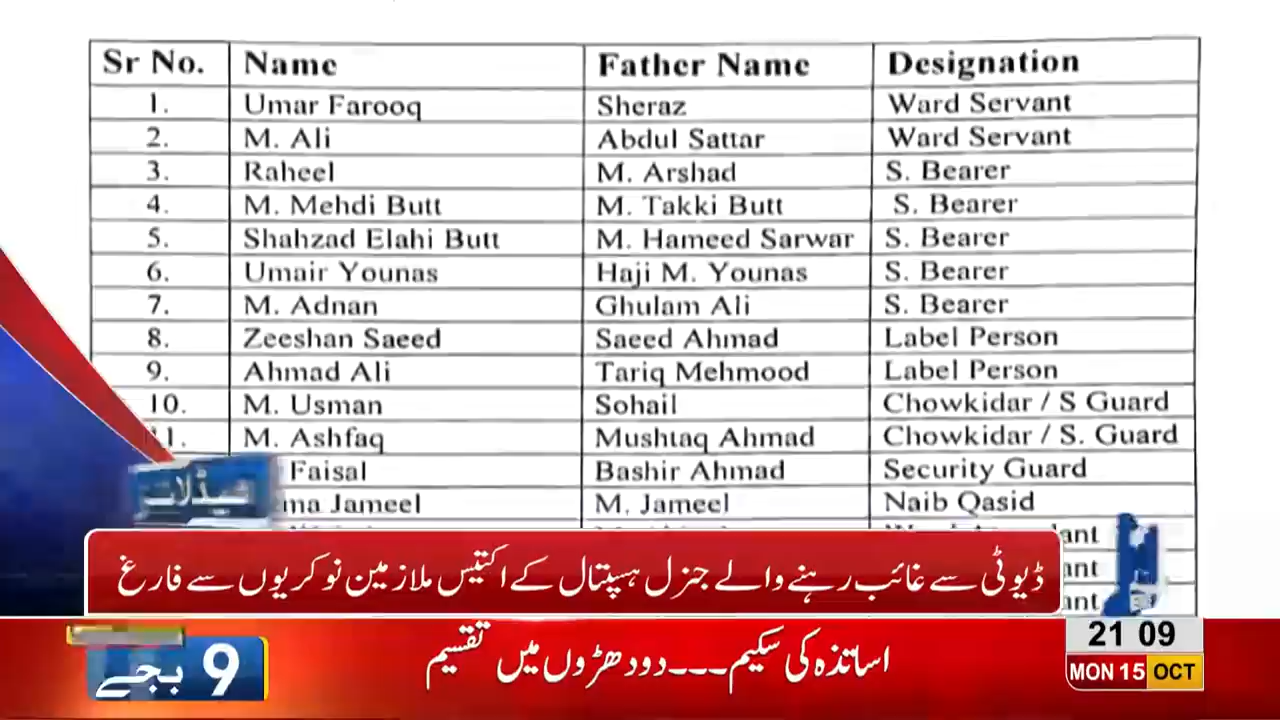 Sr No. Name Father Name Designation
1. Umar Farooq Sheraz Ward Servant
2. M. Ali Abdul Sattar Ward Servant
3. Raheel M. Arshad S. Bearer
4. M. Mehdi Butt M. Takki Butt S. Bearer
5. Shahzad Elahi Butt M. Hameed Sarwar S. Bearer
6. Umair Younas Haji M. Younas S. Bearer
7. M. Adnan Ghulam Ali S. Bearer
8. Zeeshan Saeed Saeed Ahmad Label Person
9. Ahmad Ali Tariq Mehmood Label Person
10. M. Usman Sohail Chowkidar / S Guard
11. M. Ashfaq Mushtaq Ahmad Chowkidar / S. Guard
Faisal Bashir Ahmad Security Guard
Jameel M. Jameel Naib Qasid
ڈیوٹی سے غائب رہنے والے جنرل ہسپتال کے اکتیس ملازمین نوکریوں سے فارغ
اساتذہ کی سکیم۔۔۔دو دھڑوں میں تقسیم
9 بجے
21 09
MON 15 OCT